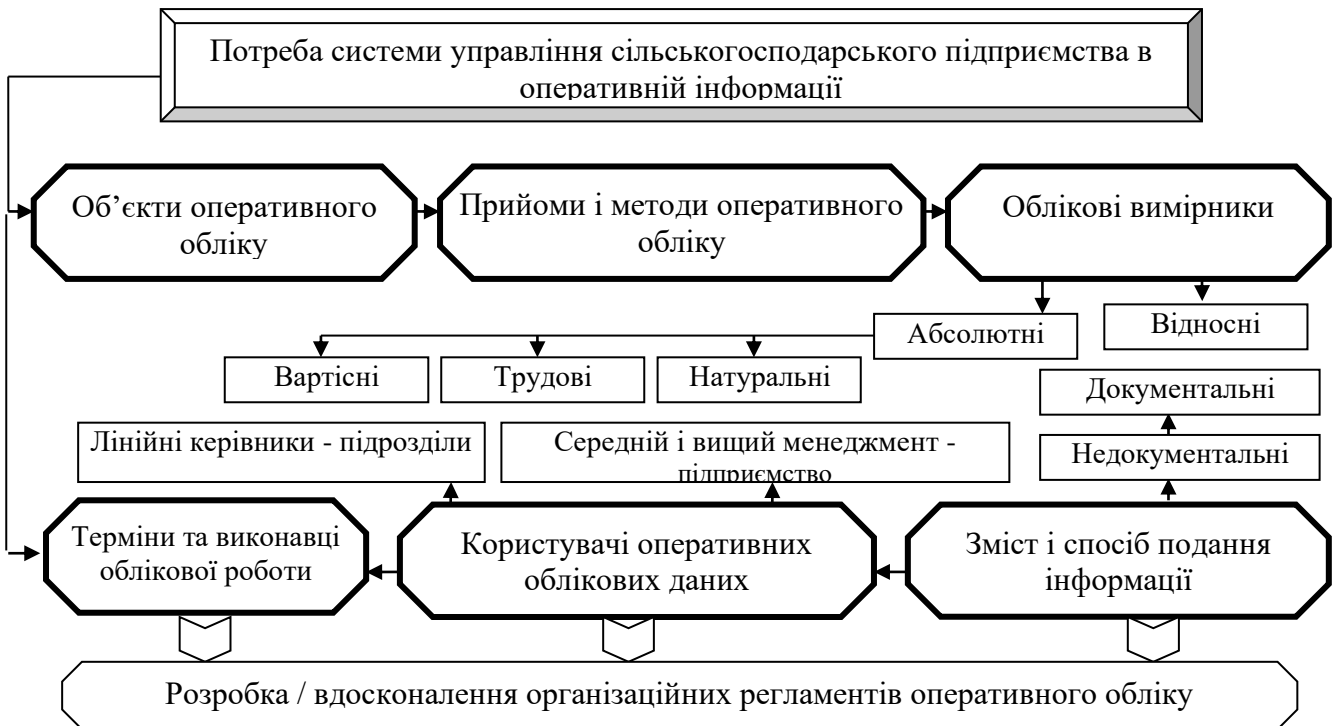 Потреба системи управління сільськогосподарського підприємства в
оперативній інформації
Об’єкти оперативного
обліку
Прийоми і методи оперативного
обліку
Облікові вимірники
Абсолютні
Відносні
Вартісні
Трудові
Натуральні
Документальні
Лінійні керівники - підрозділи
Середній і вищий менеджмент -
підприємство
Недокументальні
Терміни та виконавці
облікової роботи
Користувачі оперативних
облікових даних
Зміст і спосіб подання
інформації
Розробка / вдосконалення організаційних регламентів оперативного обліку